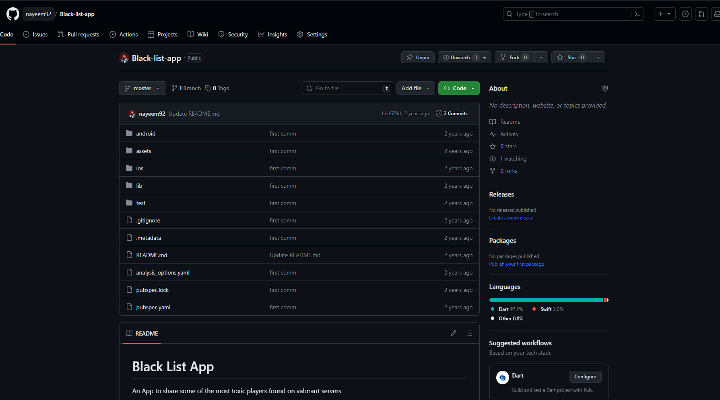 nayeem92 / Black-list-app
Type / to search
Code Issues Pull requests Actions Projects Wiki Security Insights Settings
Black-list-app Public
Unpin Unwatch 1 Fork 0 Star 0
master 1 Branch 0 Tags Go to file t Add file Code
nayeem92 Update README.md 2 years ago 2 Commits
android first comm 2 years ago
assets first comm 2 years ago
ios first comm 2 years ago
lib first comm 2 years ago
test first comm 2 years ago
.gitignore first comm 2 years ago
.metadata first comm 2 years ago
README.md Update README.md 2 years ago
analysis_options.yaml first comm 2 years ago
pubspec.lock first comm 2 years ago
pubspec.yaml first comm 2 years ago
README
Black List App
An App to share some of the most toxic players found on valorant servers
About
No description, website, or topics provided.
Readme
Activity
0 stars
1 watching
0 forks
Releases
No releases published
Create a new release
Packages
No packages published
Publish your first package
Languages
Dart 97.2% Swift 2.0%
Other 0.8%
Suggested workflows
Based on your tech stack
Dart Configure
Build and test a Dart project with Pub.